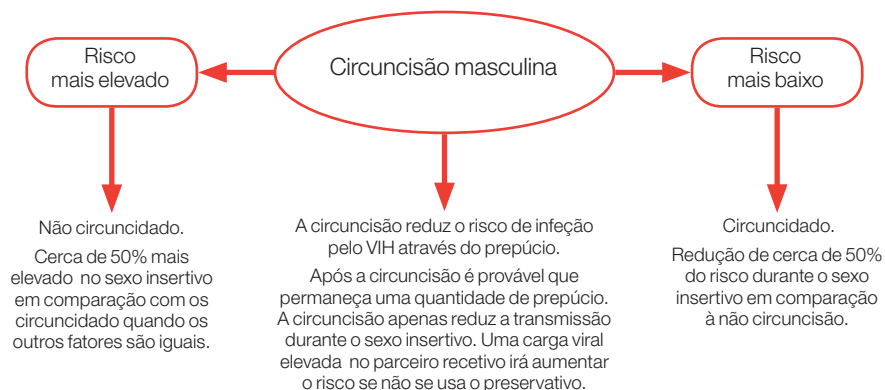 Risco
mais elevado
Circuncisão masculina
Risco
mais baixo
Não circuncidado.
Cerca de 50% mais
elevado no sexo insertivo
em comparação com os
circuncidado quando os
outros fatores são iguais.
A circuncisão reduz o risco de infeção
pelo VIH através do prepúcio.
Após a circuncisão é provável que
permaneça uma quantidade de prepúcio.
A circuncisão apenas reduz a transmissão
durante o sexo insertivo. Uma carga viral
elevada no parceiro recetivo irá aumentar
o risco se não se usa o preservativo.
Circuncidado.
Redução de cerca de 50%
do risco durante o sexo
insertivo em comparação
à não circuncisão.